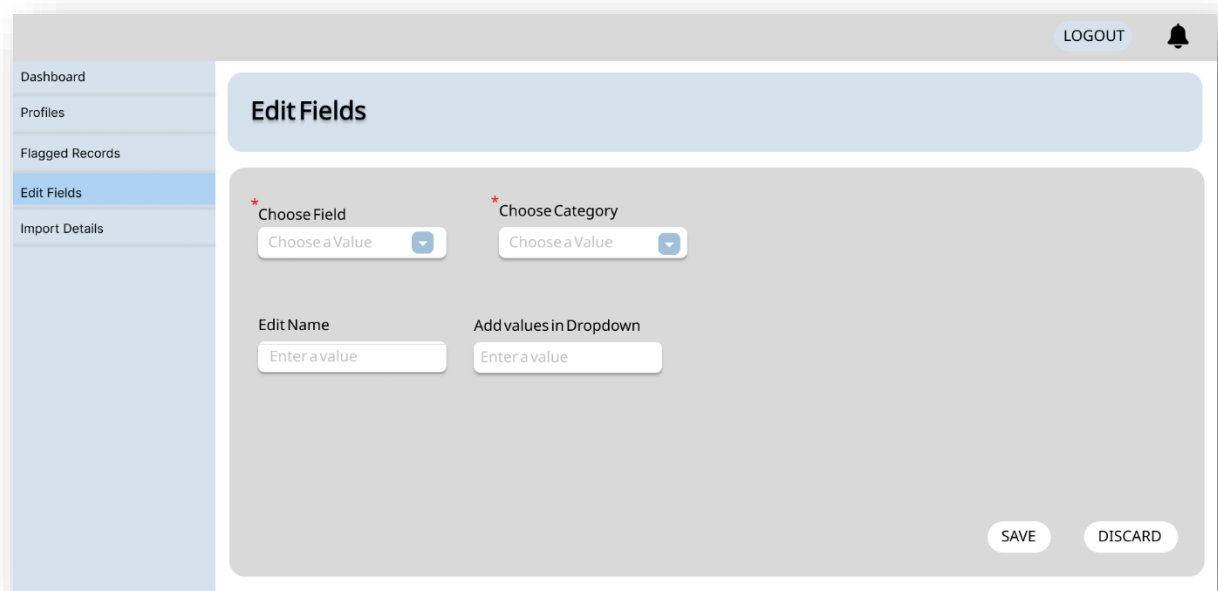 LOGOUT
Dashboard
Profiles
Flagged Records
Edit Fields
Import Details
Edit Fields
*Choose Field
*Choose Category
Choose a Value
Choose a Value
Edit Name
Add values in Dropdown
Enter a value
Enter a value
SAVE
DISCARD